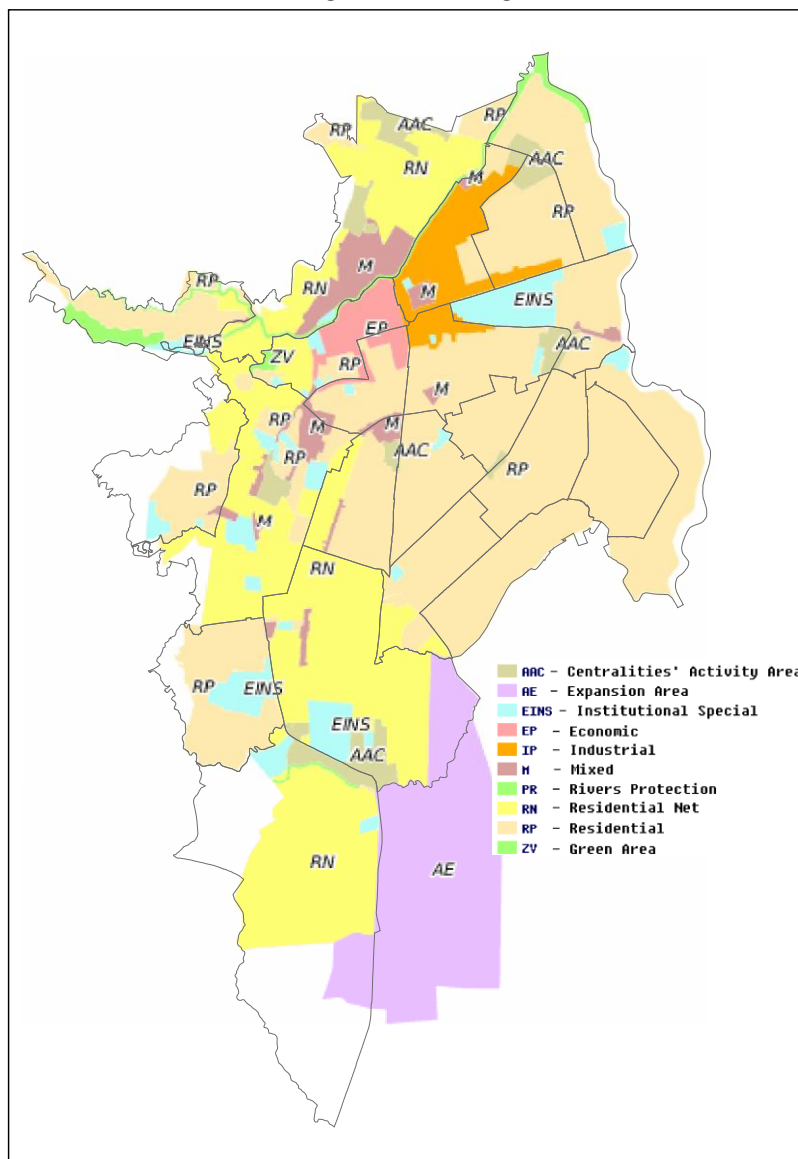 RP
AAC
RP
RN
AAC
M
RP
M
RN
M
RP
EINS
EP
EINS
ZV
RP
AAC
M
RP
M
M
RP
AAC
RP
RP
M
RN
RP
EINS
EINS
AAC
RN
AE
AAC - Centralities' Activity Area
AE - Expansion Area
EINS - Institutional Special
EP - Economic
IP - Industrial
M - Mixed
PR - Rivers Protection
RN - Residential Net
RP - Residential
ZV - Green Area